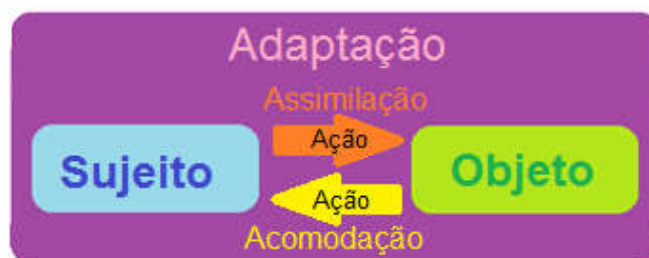 Adaptação
Assimilação
Ação
Sujeito
Objeto
Ação
Acomodação